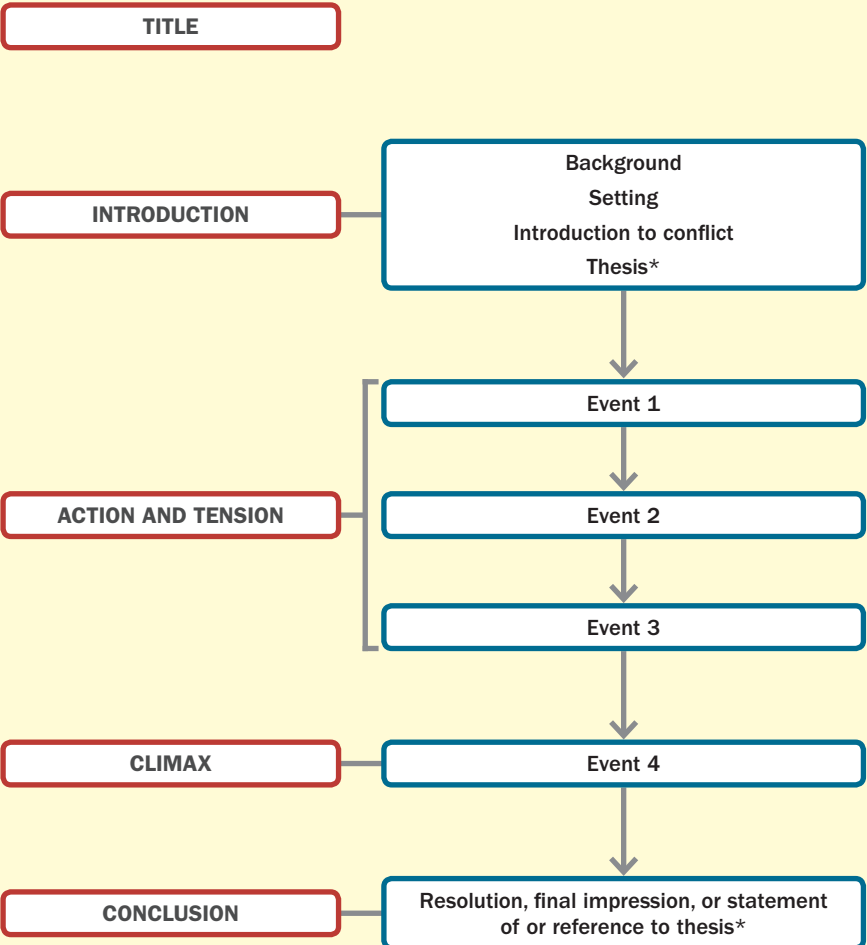 TITLE
Background
Setting
INTRODUCTION
Introduction to conflict
Thesis*
Event 1
ACTION AND TENSION
Event 2
Event 3
CLIMAX
Event 4
CONCLUSION
Resolution, final impression, or statement
of or reference to thesis*